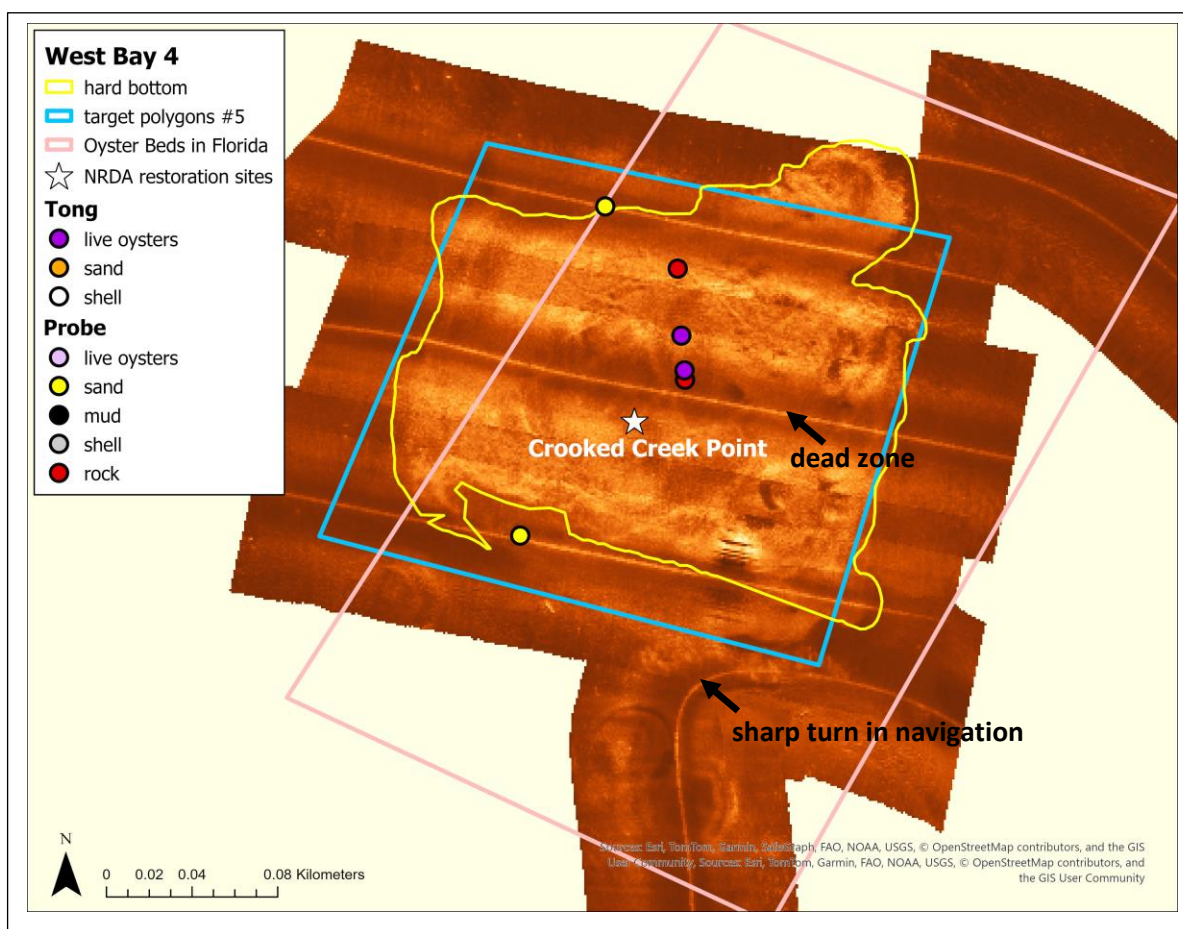 West Bay 4
hard bottom
target polygons #5
Oyster Beds in Florida
NRDA restoration sites
Tong
live oysters
sand
shell
Probe
live oysters
sand
mud
shell
rock
Crooked Creek Point
dead zone
sharp turn in navigation
N
0 0.02 0.04 0.08 Kilometers
Sources: Esri, TomTom, Garmin, SafeGraph, FAO, NOAA, USGS, © OpenStreetMap contributors, and the GIS
User Community, Sources: Esri, TomTom, Garmin, FAO, NOAA, USGS, © OpenStreetMap contributors, and
the GIS User Community